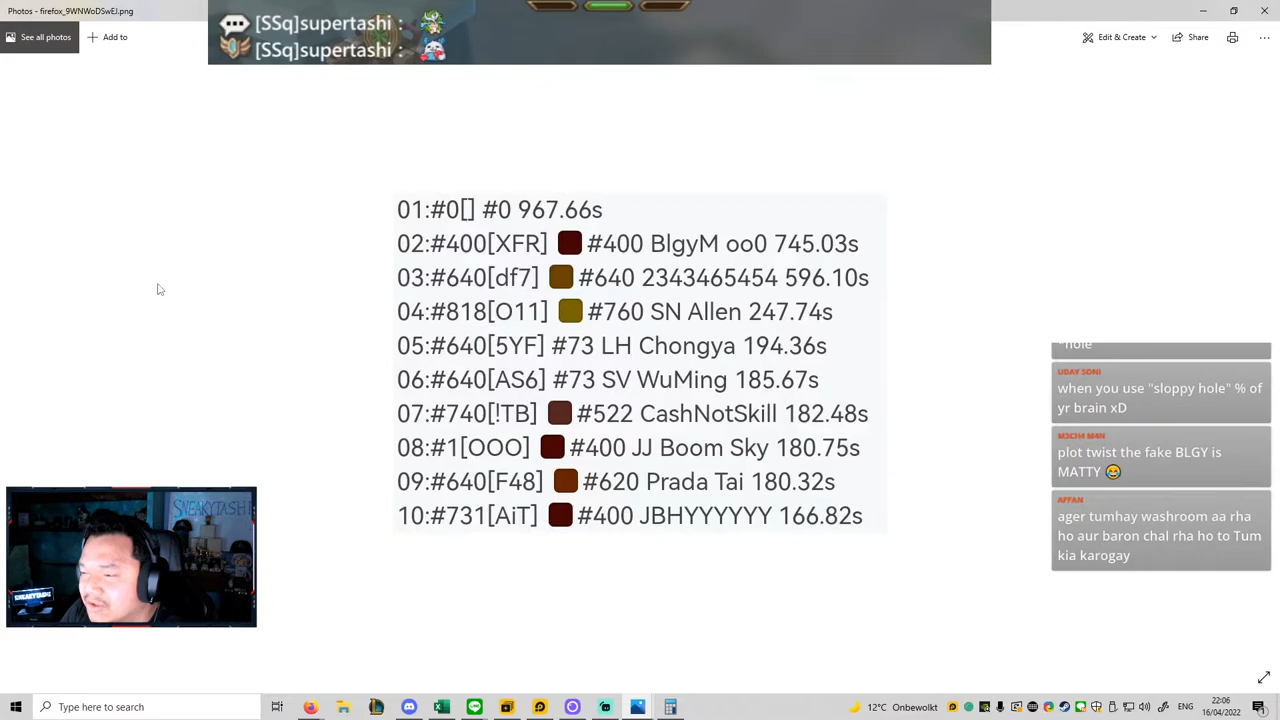 Photos - firefox_9WNWoDSwEJ.png
See all photos
Add to
Edit & Create
Share
[SSq]supertashi :
[SSq]supertashi :
01:#0[] #0 967.66s
02:#400[XFR] #400 BlgyM oo0 745.03s
03:#640[df7] #640 2343465454 596.10s
04:#818[O11] #760 SN Allen 247.74s
05:#640[5YF] #73 LH Chongya 194.36s
06:#640[AS6] #73 SV WuMing 185.67s
07:#740[!TB] #522 CashNotSkill 182.48s
08:#1[OOO] #400 JJ Boom Sky 180.75s
09:#640[F48] #620 Prada Tai 180.32s
10:#731[AiT] #400 JBHYYYYYY 166.82s
*hole
UDAY SONI
when you use "sloppy hole" % of
yr brain xD
M3CH4 M4N
plot twist the fake BLGY is
MATTY 😂
AFFAN
ager tumhay washroom aa rha
ho aur baron chal rha ho to Tum
kia karogay
SNEAKYTASHI
SNEAKYTASHI
Type here to search
12°C Onbewolkt
ENG
22:06
16/04/2022